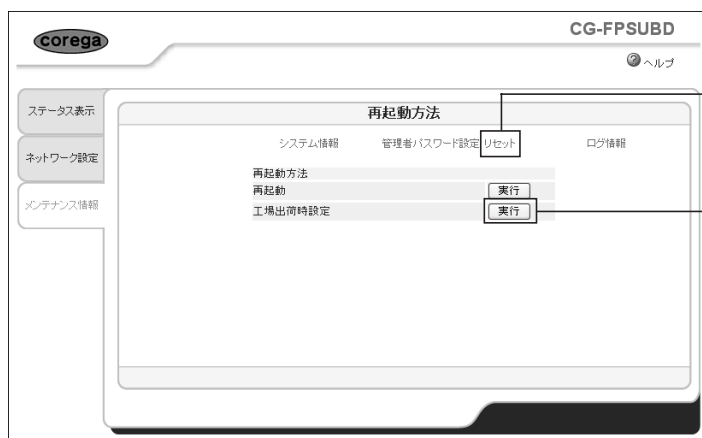 corega
CG-FPSUBD
ヘルプ
ステータス表示
ネットワーク設定
メンテナンス情報
再起動方法
システム情報 管理者パスワード設定 リセット ログ情報
再起動方法
再起動 実行
工場出荷時設定 実行